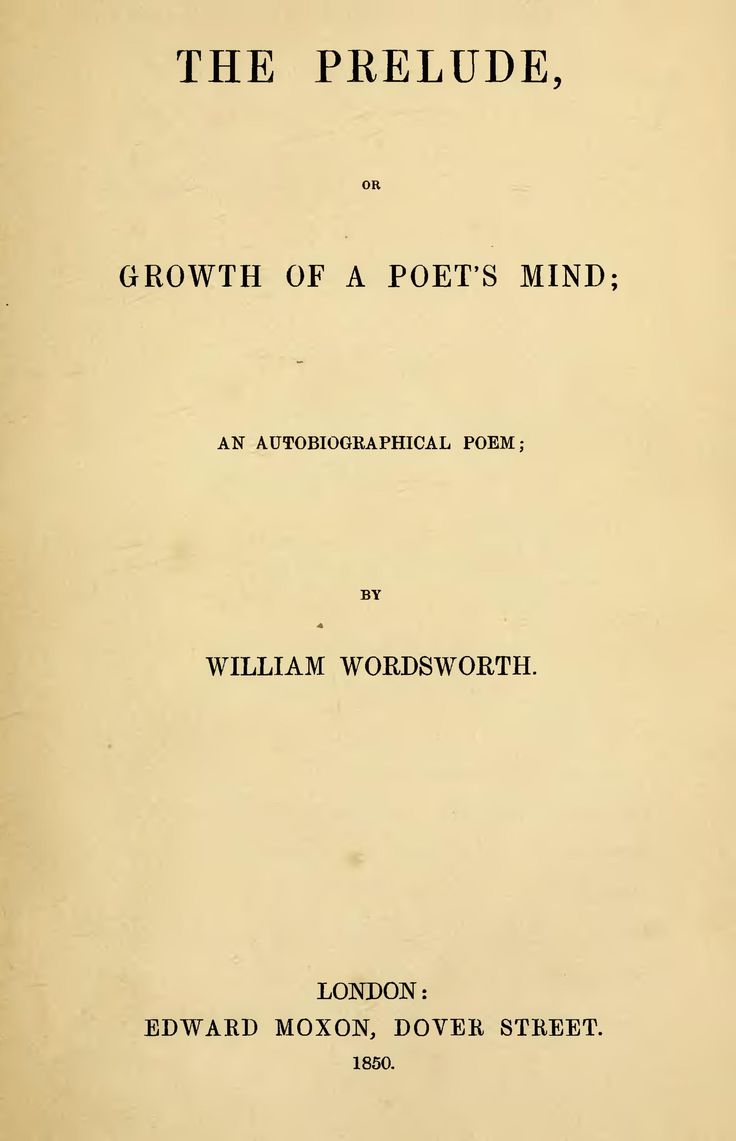 THE PRELUDE,
OR
GROWTH OF A POET'S MIND;
AN AUTOBIOGRAPHICAL POEM;
BY
WILLIAM WORDSWORTH.
LONDON:
EDWARD MOXON, DOVER STREET.
1850.